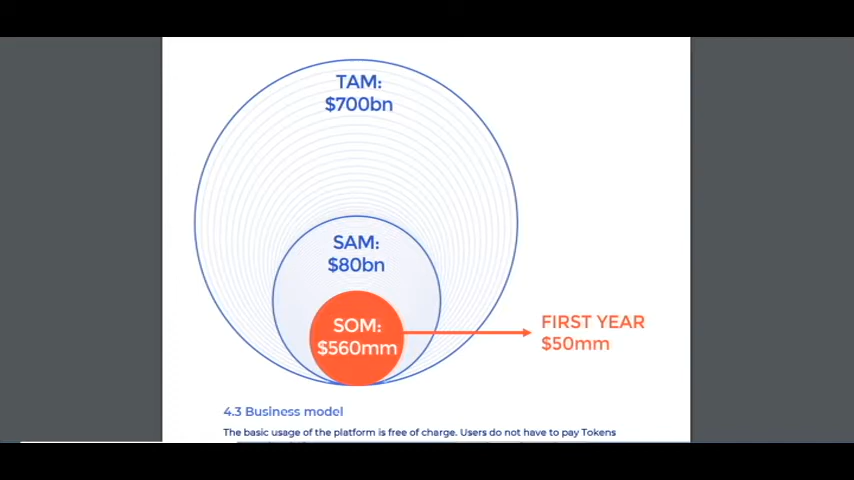 TAM:
$700bn
SAM:
$80bn
SOM:
$560mm
FIRST YEAR
$50mm
4.3 Business model
The basic usage of the platform is free of charge. Users do not have to pay Tokens